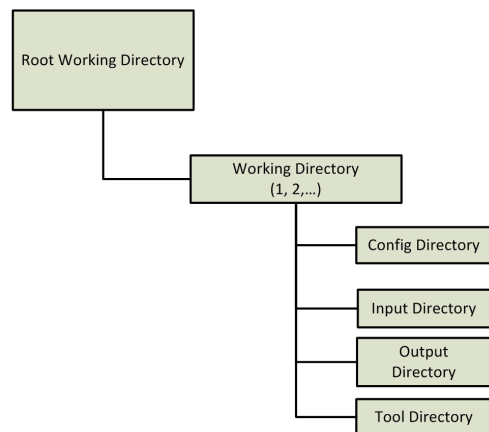 Root Working Directory
Working Directory
(1, 2,...)
Config Directory
Input Directory
Output
Directory
Tool Directory